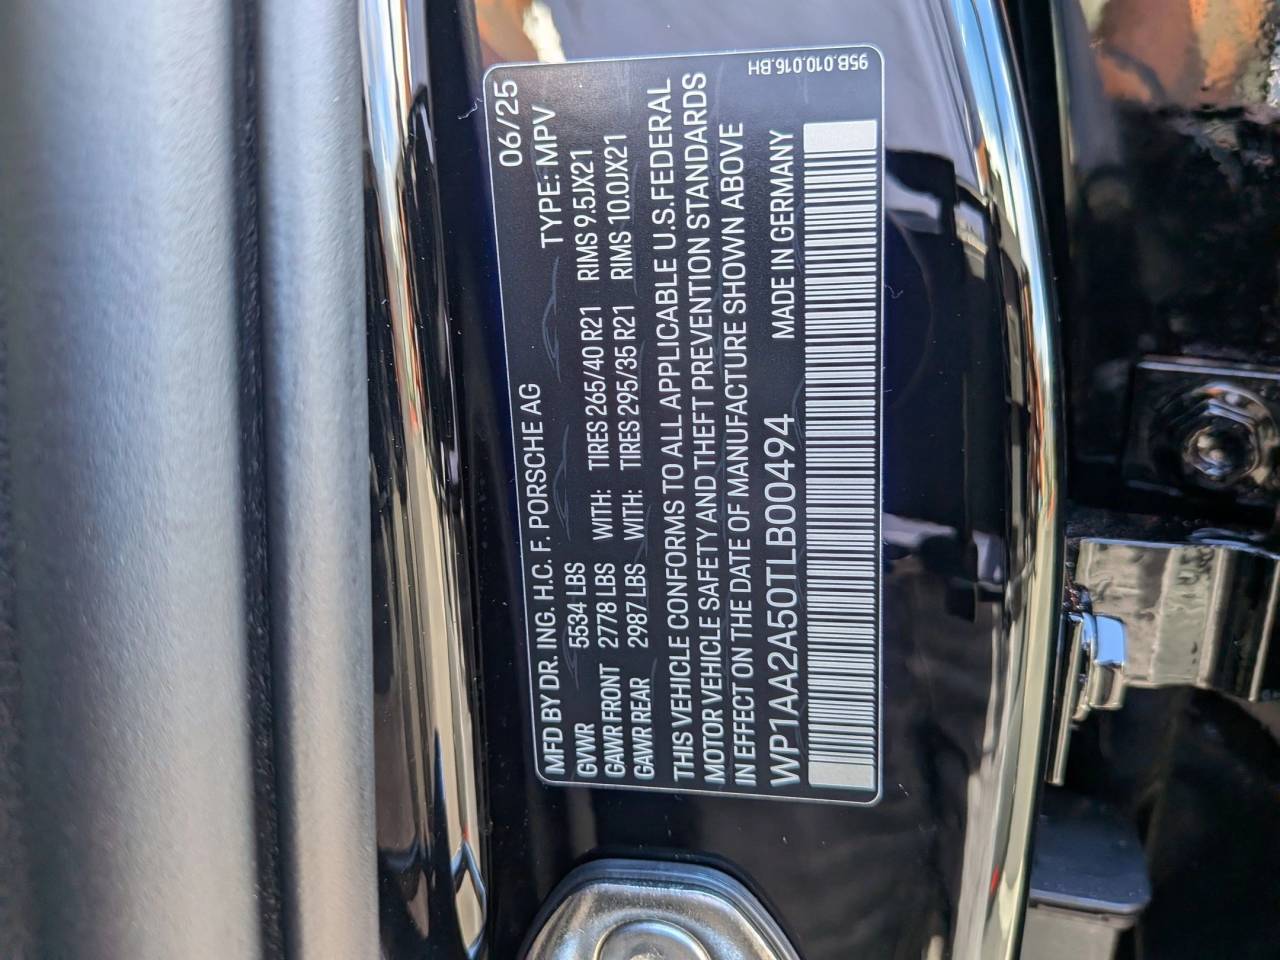 MFD BY DR. ING. H.C. F. PORSCHE AG 06/25
GVWR 5534 LBS TYPE: MPV
GAWR FRONT 2778 LBS WITH: TIRES 265/40 R21 RIMS 9.5JX21
GAWR REAR 2987 LBS WITH: TIRES 295/35 R21 RIMS 10.0JX21
THIS VEHICLE CONFORMS TO ALL APPLICABLE U.S.FEDERAL
MOTOR VEHICLE SAFETY AND THEFT PREVENTION STANDARDS
IN EFFECT ON THE DATE OF MANUFACTURE SHOWN ABOVE
WP1AA2A50TLB00494 MADE IN GERMANY
95B.010.016.BH